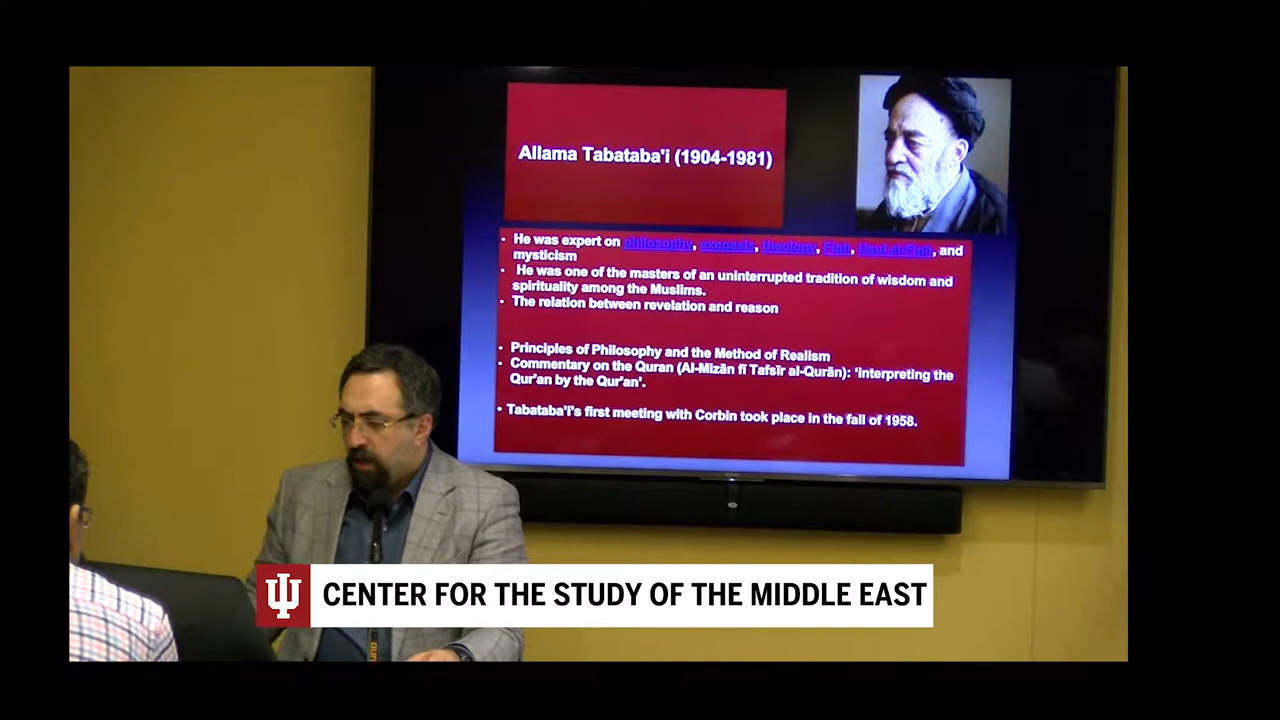 Allama Tabataba'i (1904-1981)
• He was expert on philosophy, exegesis, theology, Fiqh, Usul al-Fiqh, and
mysticism
• He was one of the masters of an uninterrupted tradition of wisdom and
spirituality among the Muslims.
• The relation between revelation and reason
• Principles of Philosophy and the Method of Realism
• Commentary on the Quran (Al-Mizān fī Tafsīr al-Qurān): 'Interpreting the
Qur'an by the Qur'an'.
• Tabataba'i's first meeting with Corbin took place in the fall of 1958.
CENTER FOR THE STUDY OF THE MIDDLE EAST